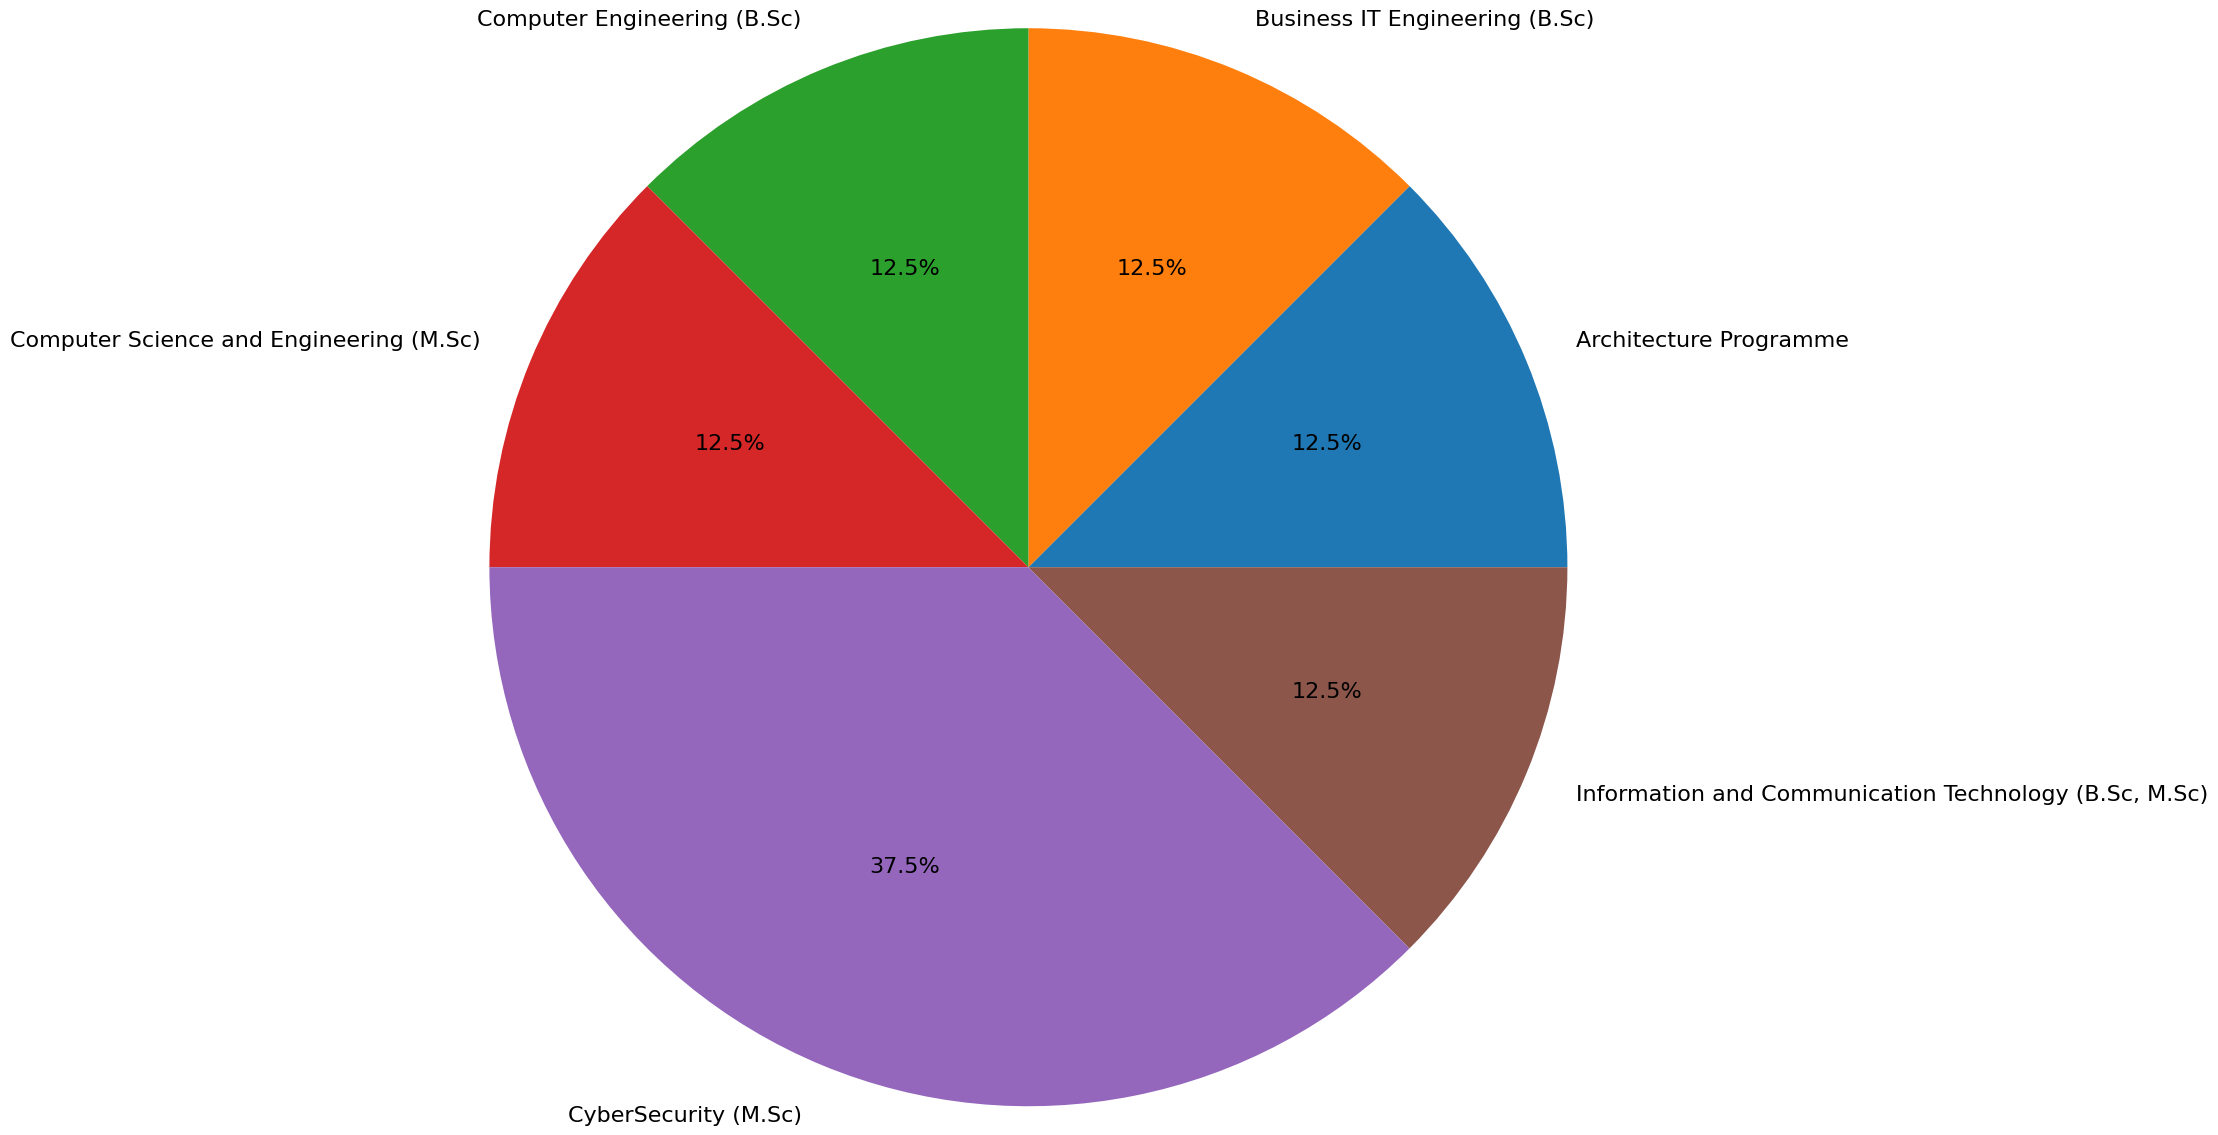 Computer Engineering (B.Sc)
Business IT Engineering (B.Sc)
12.5%
12.5%
Computer Science and Engineering (M.Sc)
Architecture Programme
12.5%
12.5%
12.5%
Information and Communication Technology (B.Sc, M.Sc)
37.5%
CyberSecurity (M.Sc)